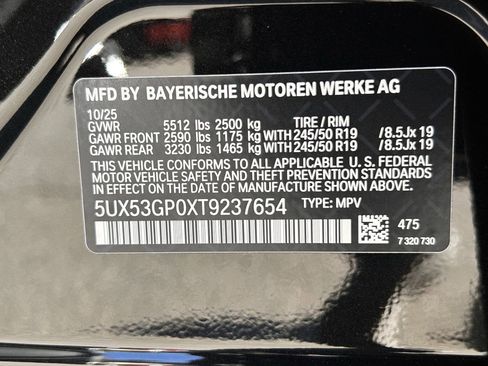 MFD BY BAYERISCHE MOTOREN WERKE AG
10/25
GVWR 5512 lbs 2500 kg TIRE / RIM
GAWR FRONT 2590 lbs 1175 kg WITH 245/50 R19 /8.5Jx 19
GAWR REAR 3230 lbs 1465 kg WITH 245/50 R19 /8.5Jx 19
THIS VEHICLE CONFORMS TO ALL APPLICABLE U. S. FEDERAL
MOTOR VEHICLE SAFETY AND THEFT PREVENTION STANDARDS
IN EFFECT ON THE DATE OF MANUFACTURE SHOWN ABOVE.
5UX53GP0XT9237654 TYPE: MPV
475
7 320 730